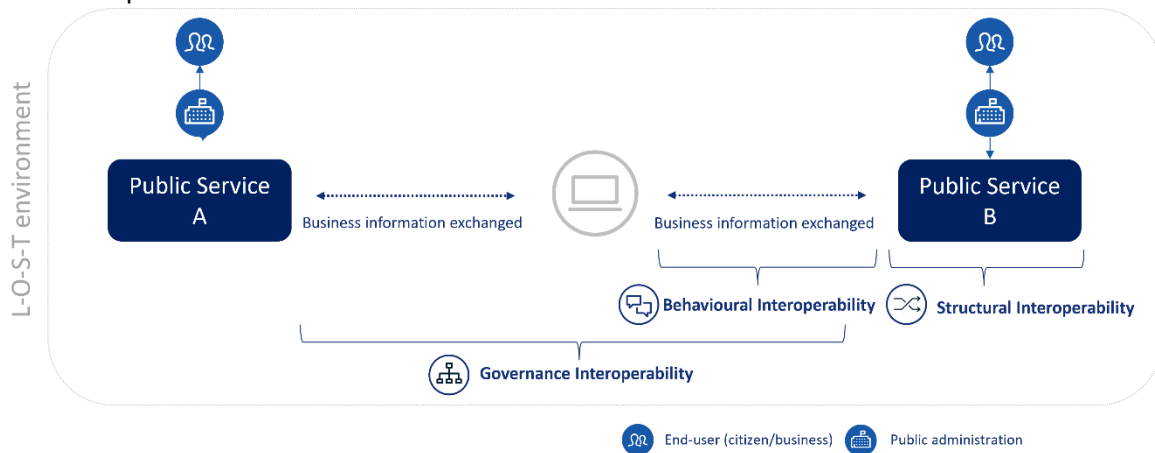 L-O-S-T environment
Public Service
A
Business information exchanged
Business information exchanged
Public Service
B
Behavioural Interoperability
Structural Interoperability
Governance Interoperability
End-user (citizen/business)
Public administration